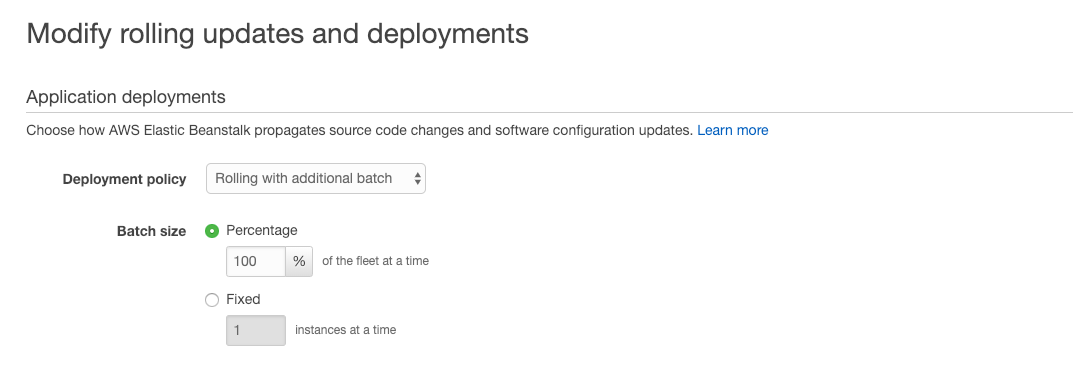 Modify rolling updates and deployments
Application deployments
Choose how AWS Elastic Beanstalk propagates source code changes and software configuration updates. Learn more
Deployment policy Rolling with additional batch
Batch size Percentage
100 % of the fleet at a time
Fixed
1 instances at a time